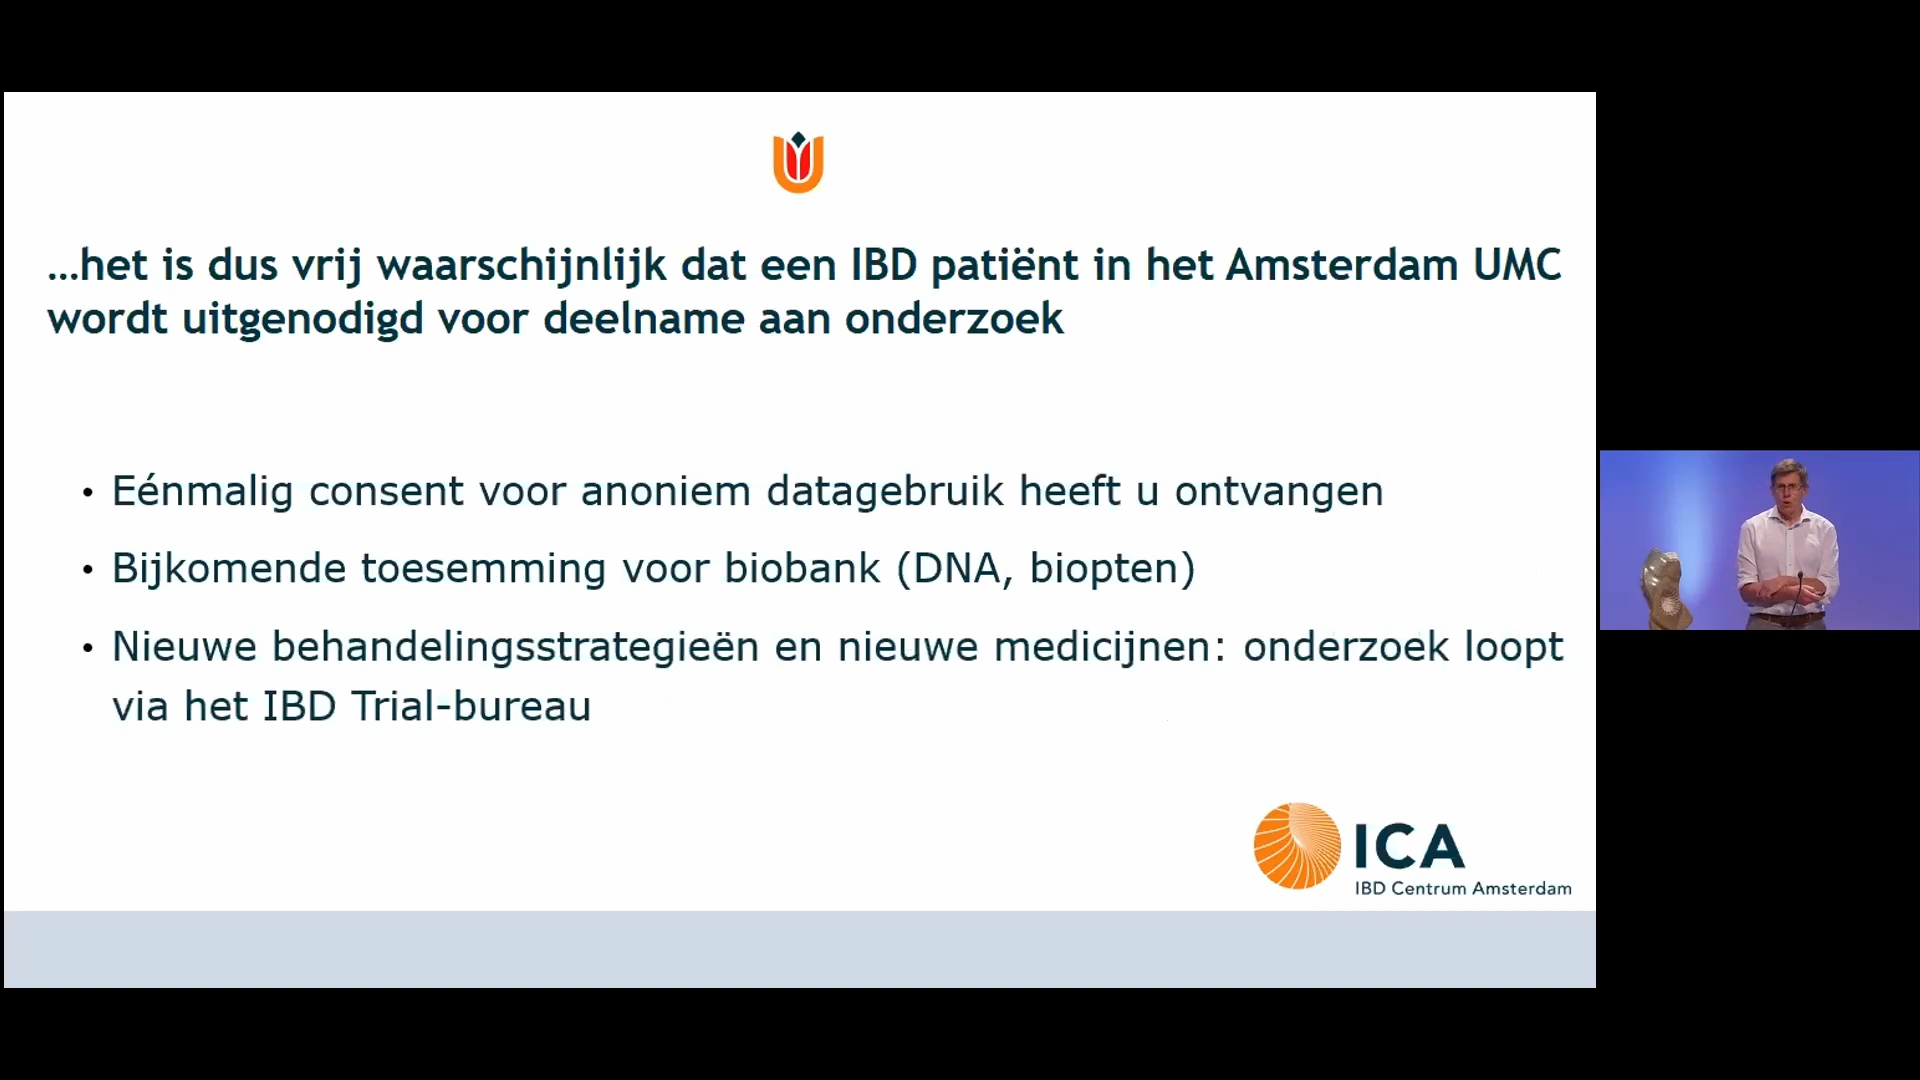 ...het is dus vrij waarschijnlijk dat een IBD patiënt in het Amsterdam UMC
wordt uitgenodigd voor deelname aan onderzoek
• Eénmalig consent voor anoniem datagebruik heeft u ontvangen
• Bijkomende toesemming voor biobank (DNA, biopten)
• Nieuwe behandelingsstrategieën en nieuwe medicijnen: onderzoek loopt
via het IBD Trial-bureau
ICA
IBD Centrum Amsterdam